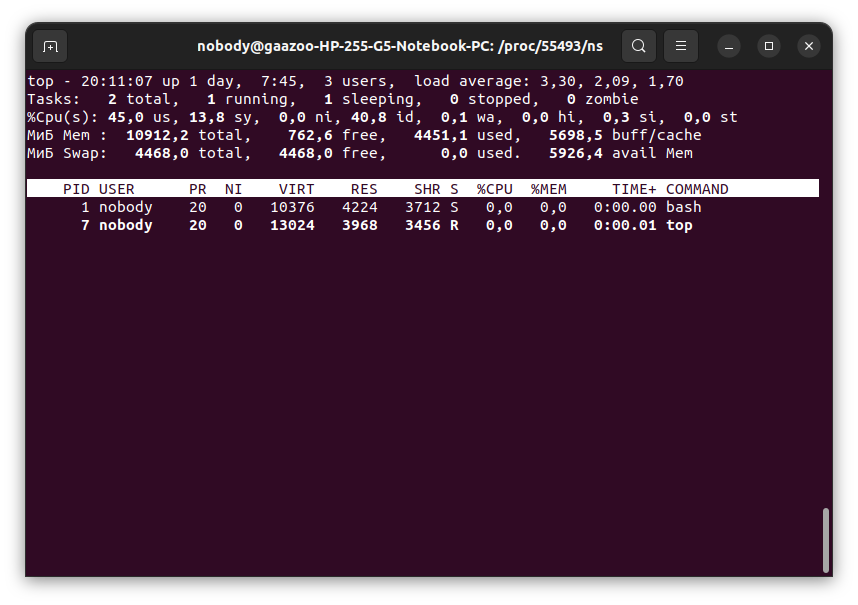 nobody@gaazoo-HP-255-G5-Notebook-PC: /proc/55493/ns
top - 20:11:07 up 1 day,  7:45,  3 users,  load average: 3,30, 2,09, 1,70
Tasks:   2 total,   1 running,   1 sleeping,   0 stopped,   0 zombie
%Cpu(s): 45,0 us, 13,8 sy,  0,0 ni, 40,8 id,  0,1 wa,  0,0 hi,  0,3 si,  0,0 st
МиБ Mem :  10912,2 total,    762,6 free,   4451,1 used,   5698,5 buff/cache
МиБ Swap:   4468,0 total,   4468,0 free,      0,0 used.   5926,4 avail Mem
PID USER      PR  NI    VIRT    RES    SHR S  %CPU  %MEM     TIME+ COMMAND
1 nobody    20   0   10376   4224   3712 S   0,0   0,0   0:00.00 bash
7 nobody    20   0   13024   3968   3456 R   0,0   0,0   0:00.01 top